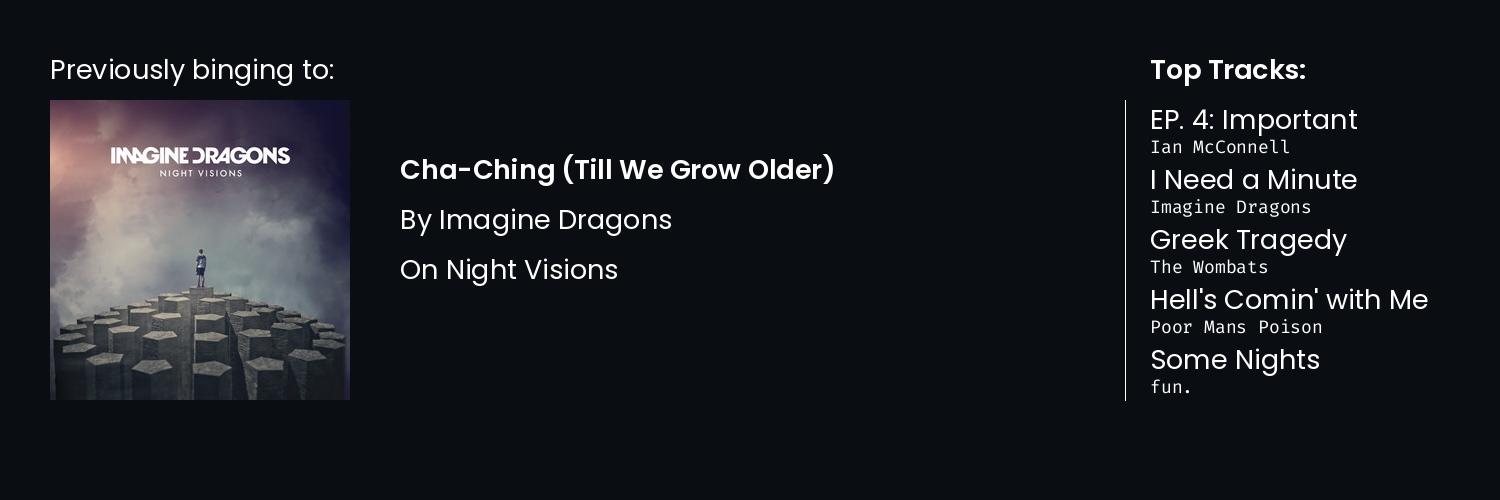 Previously binging to:
IMAGINE DRAGONS
NIGHT VISIONS
Cha-Ching (Till We Grow Older)
By Imagine Dragons
On Night Visions
Top Tracks:
EP. 4: Important
Ian McConnell
I Need a Minute
Imagine Dragons
Greek Tragedy
The Wombats
Hell's Comin' with Me
Poor Mans Poison
Some Nights
fun.